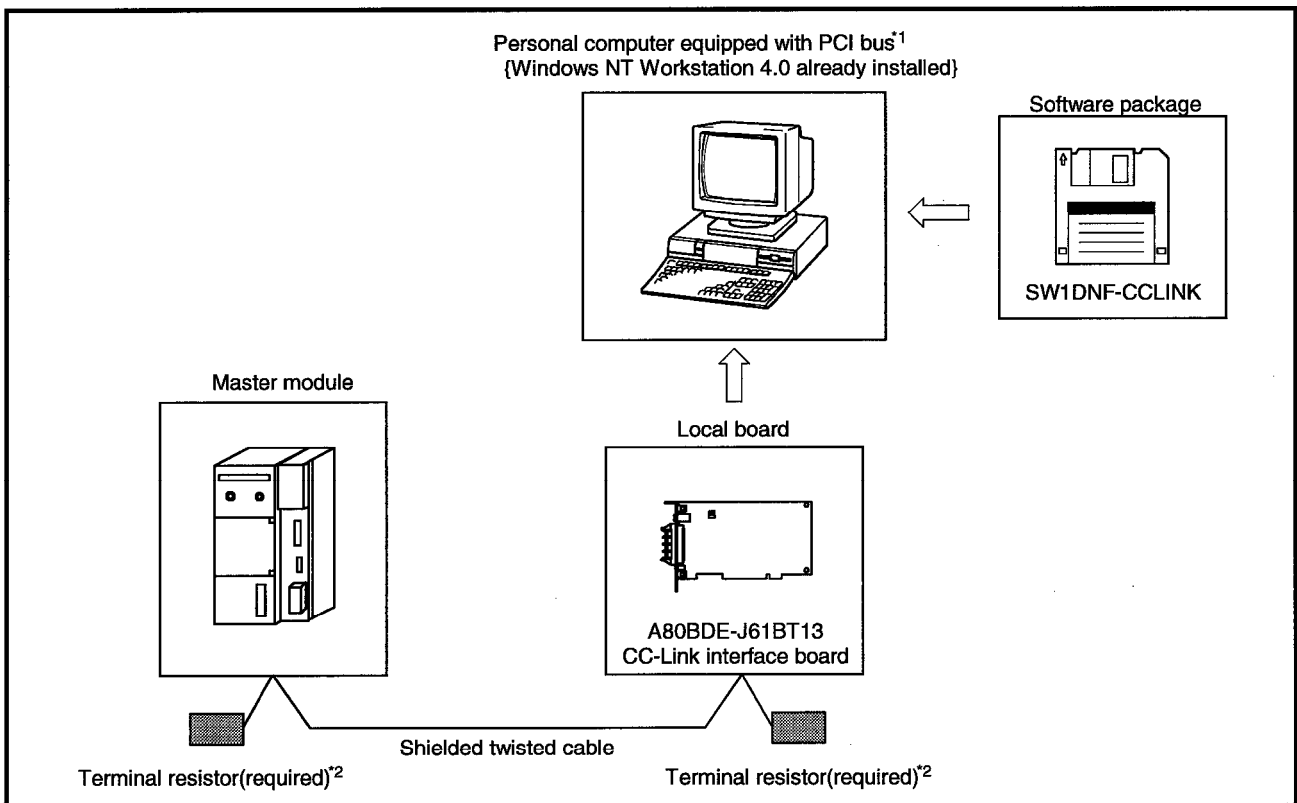 Personal computer equipped with PCI bus*1
{Windows NT Workstation 4.0 already installed}
Software package
SW1DNF-CCLINK
Master module
Local board
A80BDE-J61BT13
CC-Link interface board
Shielded twisted cable
Terminal resistor(required)*2
Terminal resistor(required)*2